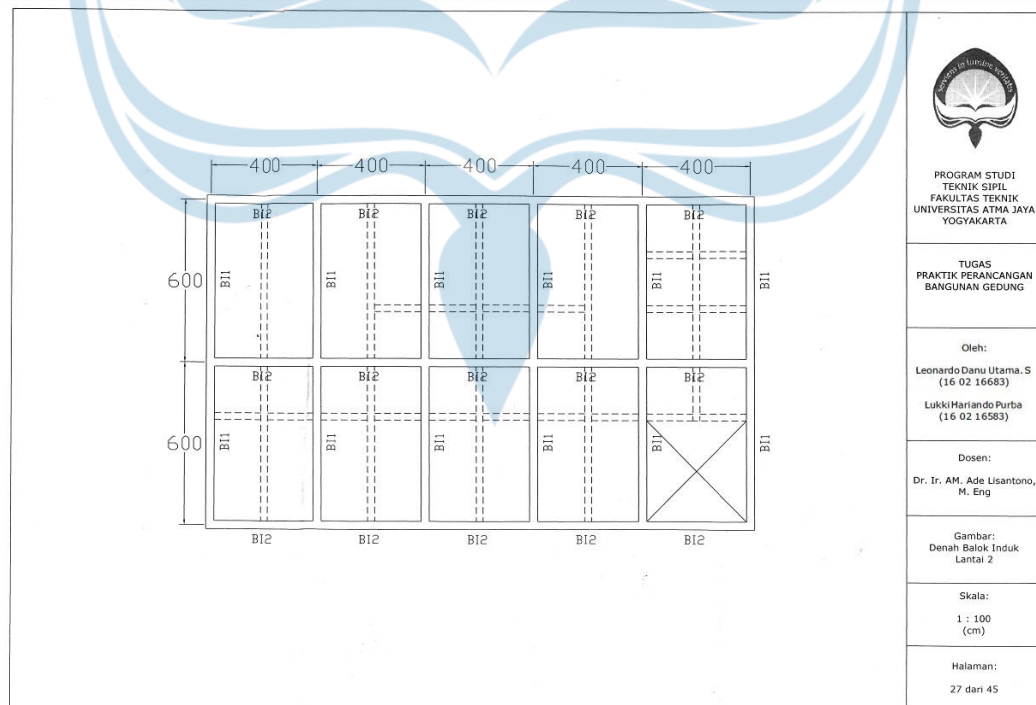 400 400 400 400 400
BI2 BI2 BI2 BI2 BI2
600
BI1 BI1 BI1 BI1 BI1 BI1
BI2 BI2 BI2 BI2 BI2
600
BI1 BI1 BI1 BI1 BI1 BI1
BI2 BI2 BI2 BI2 BI2
serviens in lumine veritatis
PROGRAM STUDI
TEKNIK SIPIL
FAKULTAS TEKNIK
UNIVERSITAS ATMA JAYA
YOGYAKARTA
TUGAS
PRAKTIK PERANCANGAN
BANGUNAN GEDUNG
Oleh:
Leonardo Danu Utama.S
(16 02 16683)
Lukki Hariando Purba
(16 02 16583)
Dosen:
Dr. Ir. AM. Ade Lisantono,
M. Eng
Gambar:
Denah Balok Induk
Lantai 2
Skala:
1 : 100
(cm)
Halaman:
27 dari 45